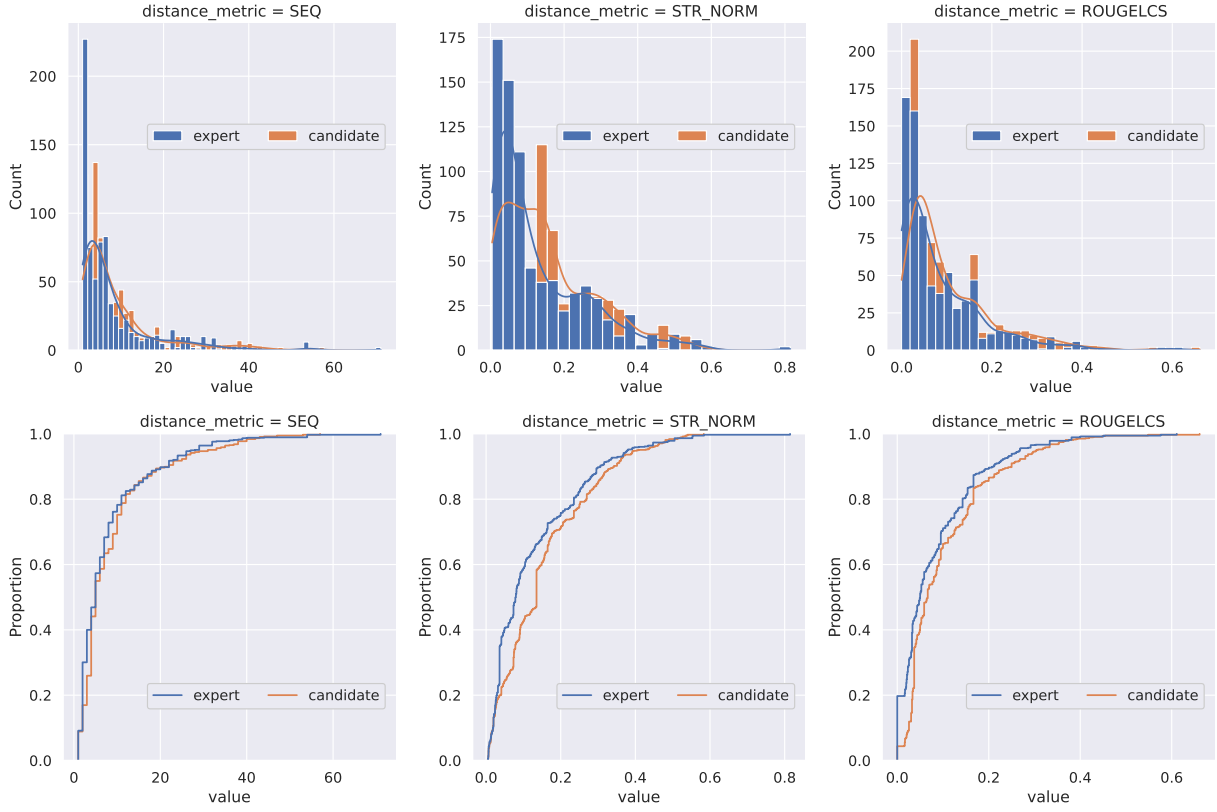 distance_metric = SEQ
200
150
100
50
0
Count
0 20 40 60
value
expert candidate
distance_metric = STR_NORM
175
150
125
100
75
50
25
0
Count
0.0 0.2 0.4 0.6 0.8
value
expert candidate
distance_metric = ROUGELCS
200
175
150
125
100
75
50
25
0
Count
0.0 0.2 0.4 0.6
value
expert candidate
distance_metric = SEQ
1.0
0.8
0.6
0.4
0.2
0.0
Proportion
0 20 40 60
value
expert candidate
distance_metric = STR_NORM
1.0
0.8
0.6
0.4
0.2
0.0
Proportion
0.0 0.2 0.4 0.6 0.8
value
expert candidate
distance_metric = ROUGELCS
1.0
0.8
0.6
0.4
0.2
0.0
Proportion
0.0 0.2 0.4 0.6
value
expert candidate